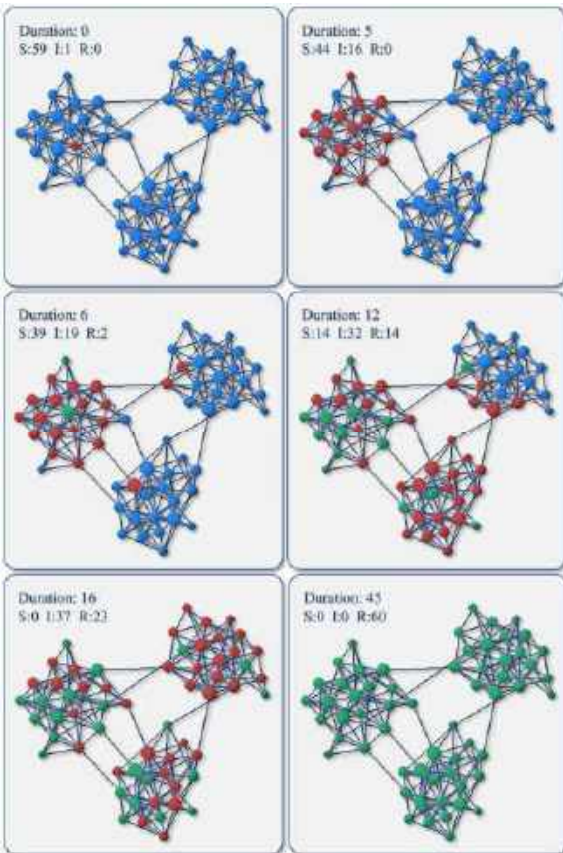 Duration: 0
S:59 I:1 R:0
Duration: 5
S:44 I:16 R:0
Duration: 6
S:39 I:19 R:2
Duration: 12
S:14 I:32 R:14
Duration: 16
S:0 I:37 R:23
Duration: 45
S:0 I:0 R:60